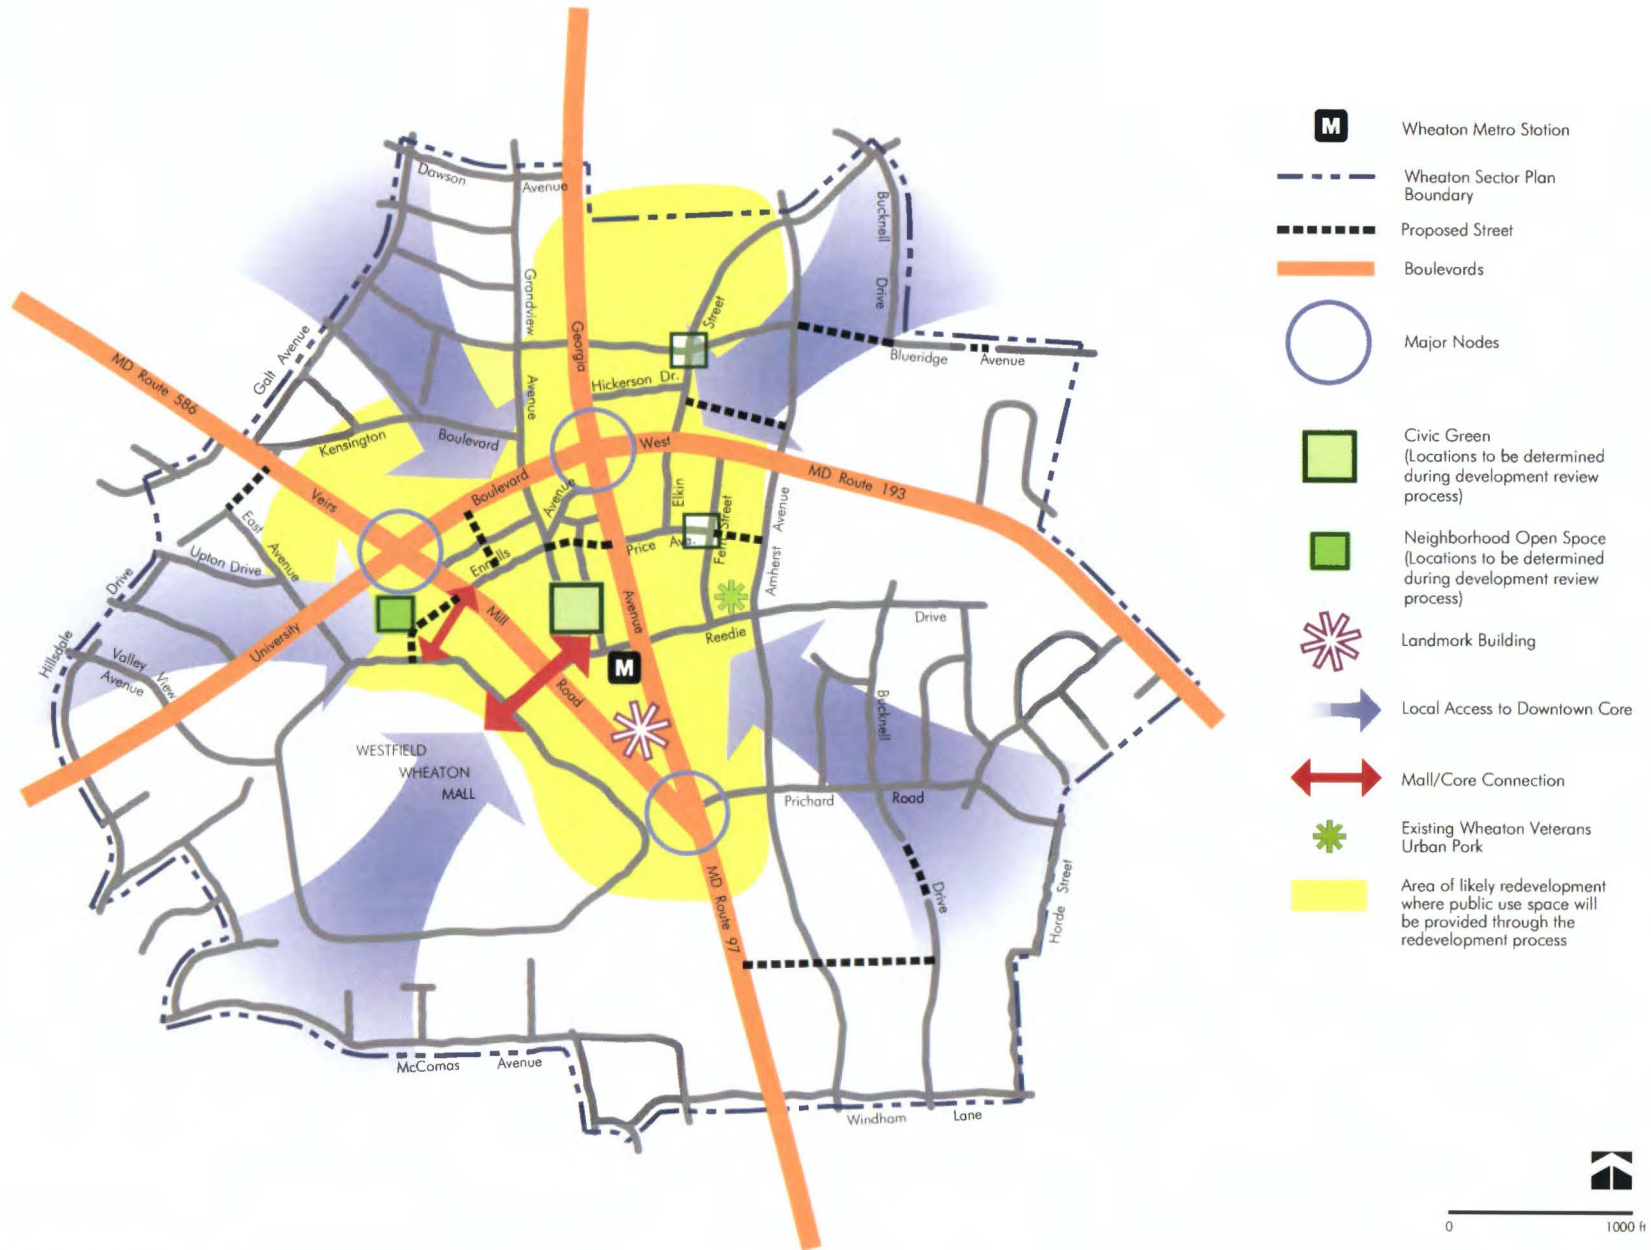 Dawson
Avenue
Bucknell
Drive
Grandview
Avenue
Georgia
Street
Galt Avenue
MD Route 586
Hickerson Dr.
Blueridge
Avenue
Kensington
Boulevard
West
MD Route 193
Veirs
Boulevard
Avenue
Elkin
Fern Street
Amherst Avenue
East
Avenue
Upton Drive
Ennalls
Price Ave.
Hillsdale
Drive
University
Mill
Road
Avenue
Reedie
Drive
Valley
View
Avenue
M
WESTFIELD
WHEATON
MALL
Bucknell
Drive
Prichard
Road
MD Route 97
Horde Street
McComas
Avenue
Windham
Lane
M
Wheaton Metro Station
Wheaton Sector Plan
Boundary
Proposed Street
Boulevords
Major Nodes
Civic Green
(Locations to be determined
during development review
process)
Neighborhood Open Space
(Locations to be determined
during development review
process)
Landmark Building
Local Access to Downtown Core
Mall/Core Connection
Existing Wheaton Veterans
Urban Pork
Area of likely redevelopment
where public use space will
be provided through the
redevelopment process
0
1000 ft